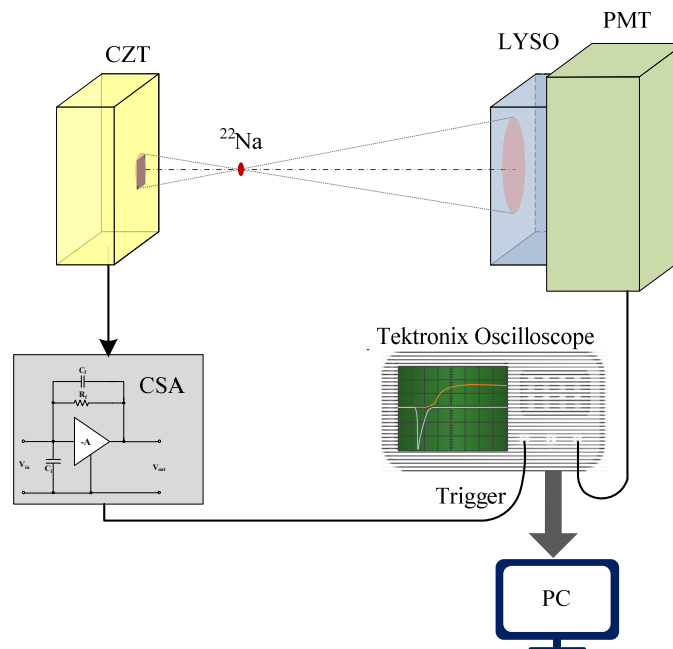 CZT
LYSO
PMT
²²Na
Tektronix Oscilloscope
CSA
C_f
R_f
-A
V_in
C_i
V_out
Trigger
PC